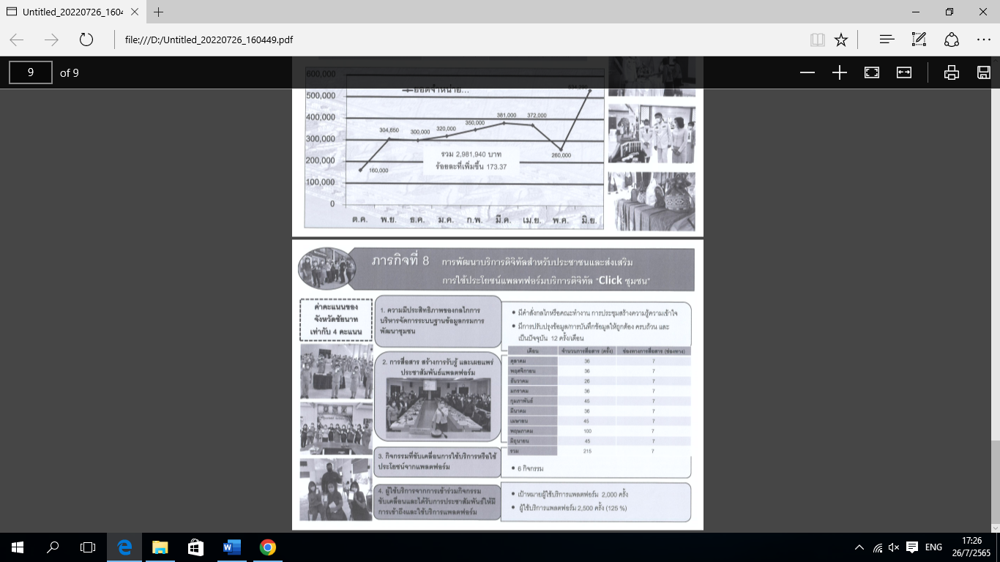 Untitled_20220726_1604
file:///D:/Untitled_20220726_160449.pdf
9 of 9
600,000
500,000
400,000
300,000
200,000
100,000
0
ยอดจำหน่าย...
160,000
304,650
300,000
320,000
350,000
381,000
372,000
260,000
รวม 2,981,940 บาท
ร้อยละที่เพิ่มขึ้น 173.37
ต.ค. พ.ย. ธ.ค. ม.ค. ก.พ. มี.ค. เม.ย. พ.ค. มิ.ย.
ภารกิจที่ 8 การพัฒนาบริการดิจิทัลสำหรับประชาชนและส่งเสริม
การใช้ประโยชน์แพลทฟอร์มบริการดิจิทัล "Click ชุมชน"
ค่าคะแนนของ
จังหวัดชัยนาท
เท่ากับ 4 คะแนน
1. ความมีประสิทธิภาพของกลไกการ
บริหารจัดการระบบฐานข้อมูลกรมการ
พัฒนาชุมชน
• มีคำสั่งกลไกหรือคณะทำงาน การประชุมสร้างความรู้ความเข้าใจ
• มีการปรับปรุงข้อมูล/การบันทึกข้อมูลให้ถูกต้อง ครบถ้วน และ
เป็นปัจจุบัน 12 ครั้ง/เดือน
2. การสื่อสาร สร้างการรับรู้ และเผยแพร่
ประชาสัมพันธ์แพลตฟอร์ม
เดือน จำนวนการสื่อสาร (ครั้ง) ช่องทางการสื่อสาร (ช่องทาง)
ตุลาคม 36 7
พฤศจิกายน 36 7
ธันวาคม 26 7
มกราคม 36 7
กุมภาพันธ์ 45 7
มีนาคม 36 7
เมษายน 45 7
พฤษภาคม 100 7
มิถุนายน 45 7
รวม 215 7
3. กิจกรรมที่ขับเคลื่อนการใช้บริการหรือใช้
ประโยชน์จากแพลตฟอร์ม
• 6 กิจกรรม
4. ผู้ใช้บริการจากการเข้าร่วมกิจกรรม
ขับเคลื่อนและได้รับการประชาสัมพันธ์ให้มี
การเข้าถึงและใช้บริการแพลตฟอร์ม
• เป้าหมายผู้ใช้บริการแพลตฟอร์ม 2,000 ครั้ง
• ผู้ใช้บริการแพลตฟอร์ม 2,500 ครั้ง (125 %)
ENG
17:26
26/7/2565